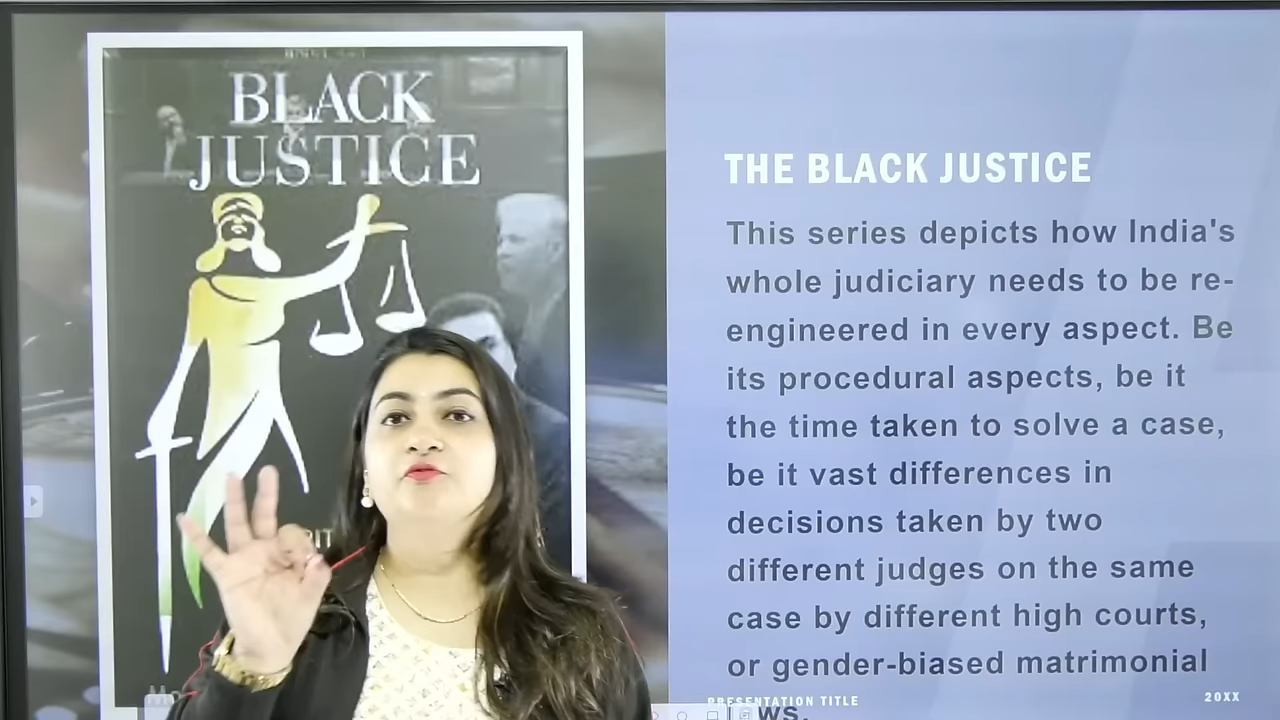 BLACK
JUSTICE
THE BLACK JUSTICE
This series depicts how India's
whole judiciary needs to be re-
engineered in every aspect. Be
its procedural aspects, be it
the time taken to solve a case,
be it vast differences in
decisions taken by two
different judges on the same
case by different high courts,
or gender-biased matrimonial
PRESENTATION TITLE
20XX